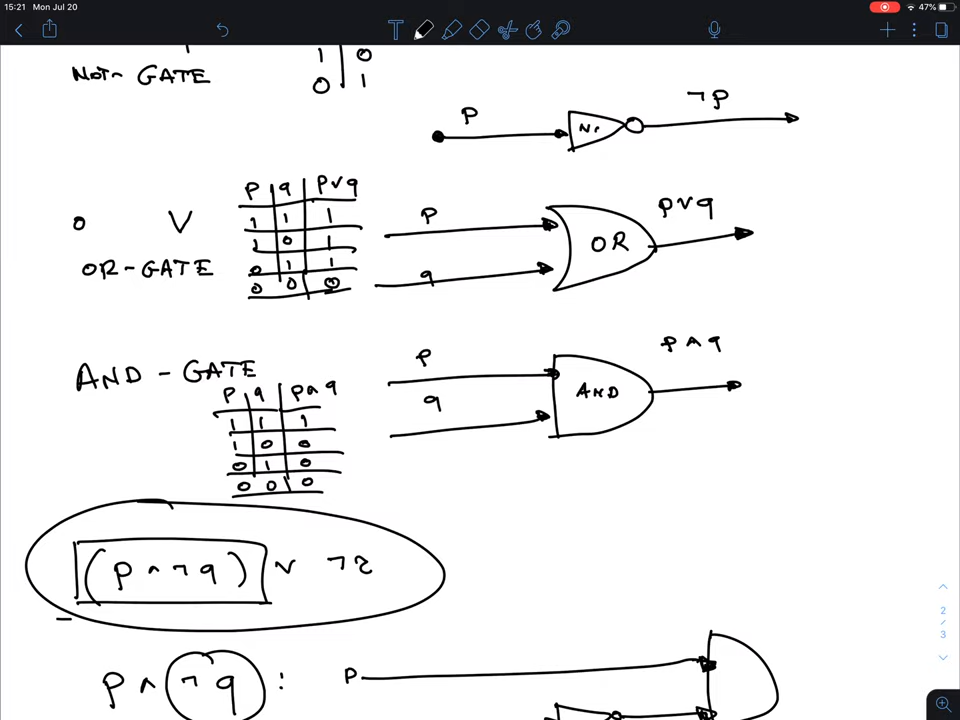 15:21 Mon Jul 20
47%
1 0
NOT- GATE
0 1
P
¬P
P q P∨q
1 1 1
1 0 1
0 1 1
0 0 0
o ∨
OR-GATE
P
q
OR
P∨q
AND - GATE
P q P∧q
1 1 1
1 0 0
0 1 0
0 0 0
P
q
AND
P∧q
(P ∧ ¬q) ∨ ¬r
P ∧ ¬q : P
2
/
3